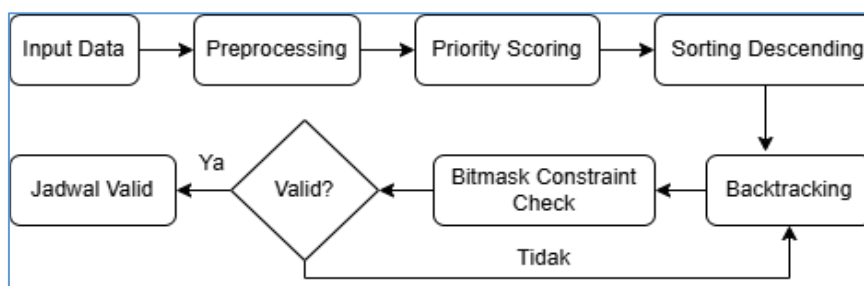 Input Data
Preprocessing
Priority Scoring
Sorting Descending
Jadwal Valid
Ya
Valid?
Bitmask Constraint
Check
Backtracking
Tidak